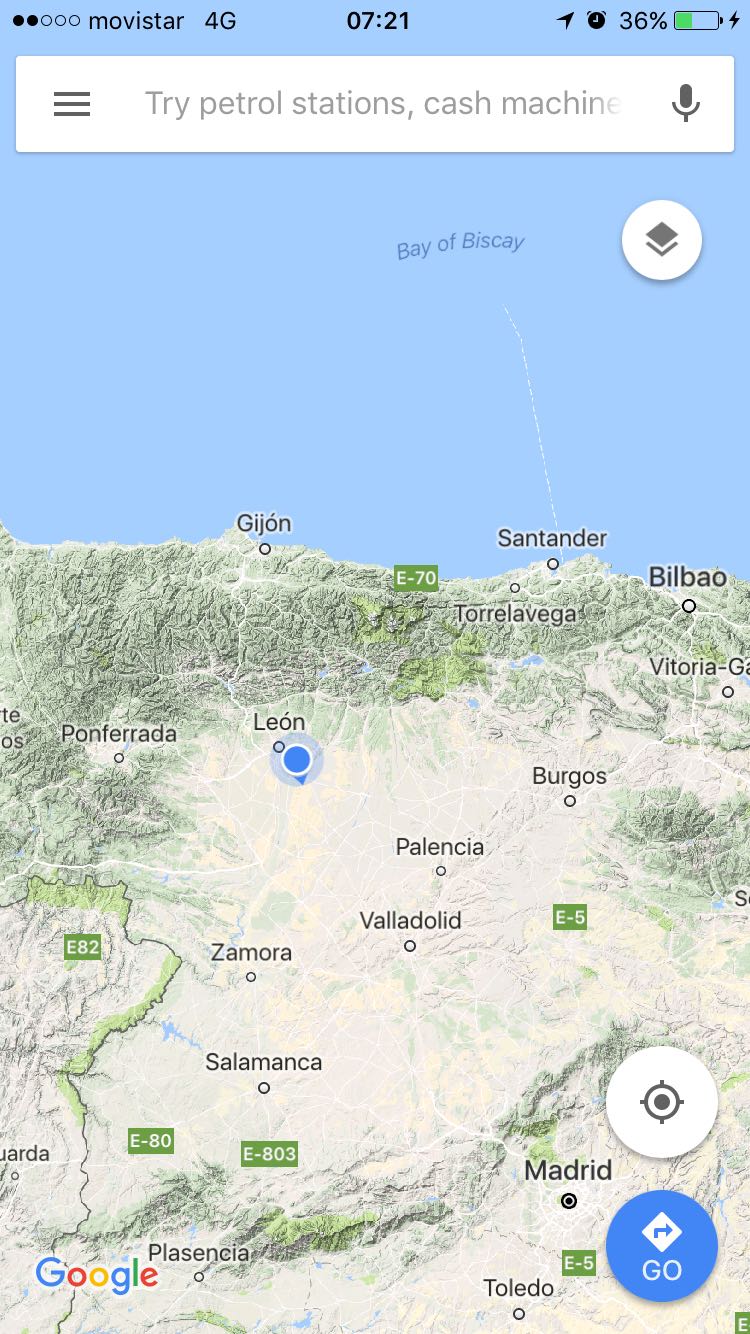 movistar 4G 07:21 36%
Try petrol stations, cash machine
Bay of Biscay
Gijón
Santander
E-70
Bilbao
Torrelavega
Vitoria-Ga
León
rte
os
Ponferrada
Burgos
Palencia
Valladolid
E-5
So
E82
Zamora
Salamanca
E-80
E-803
uarda
Madrid
Plasencia
Google
E-5
GO
Toledo
E